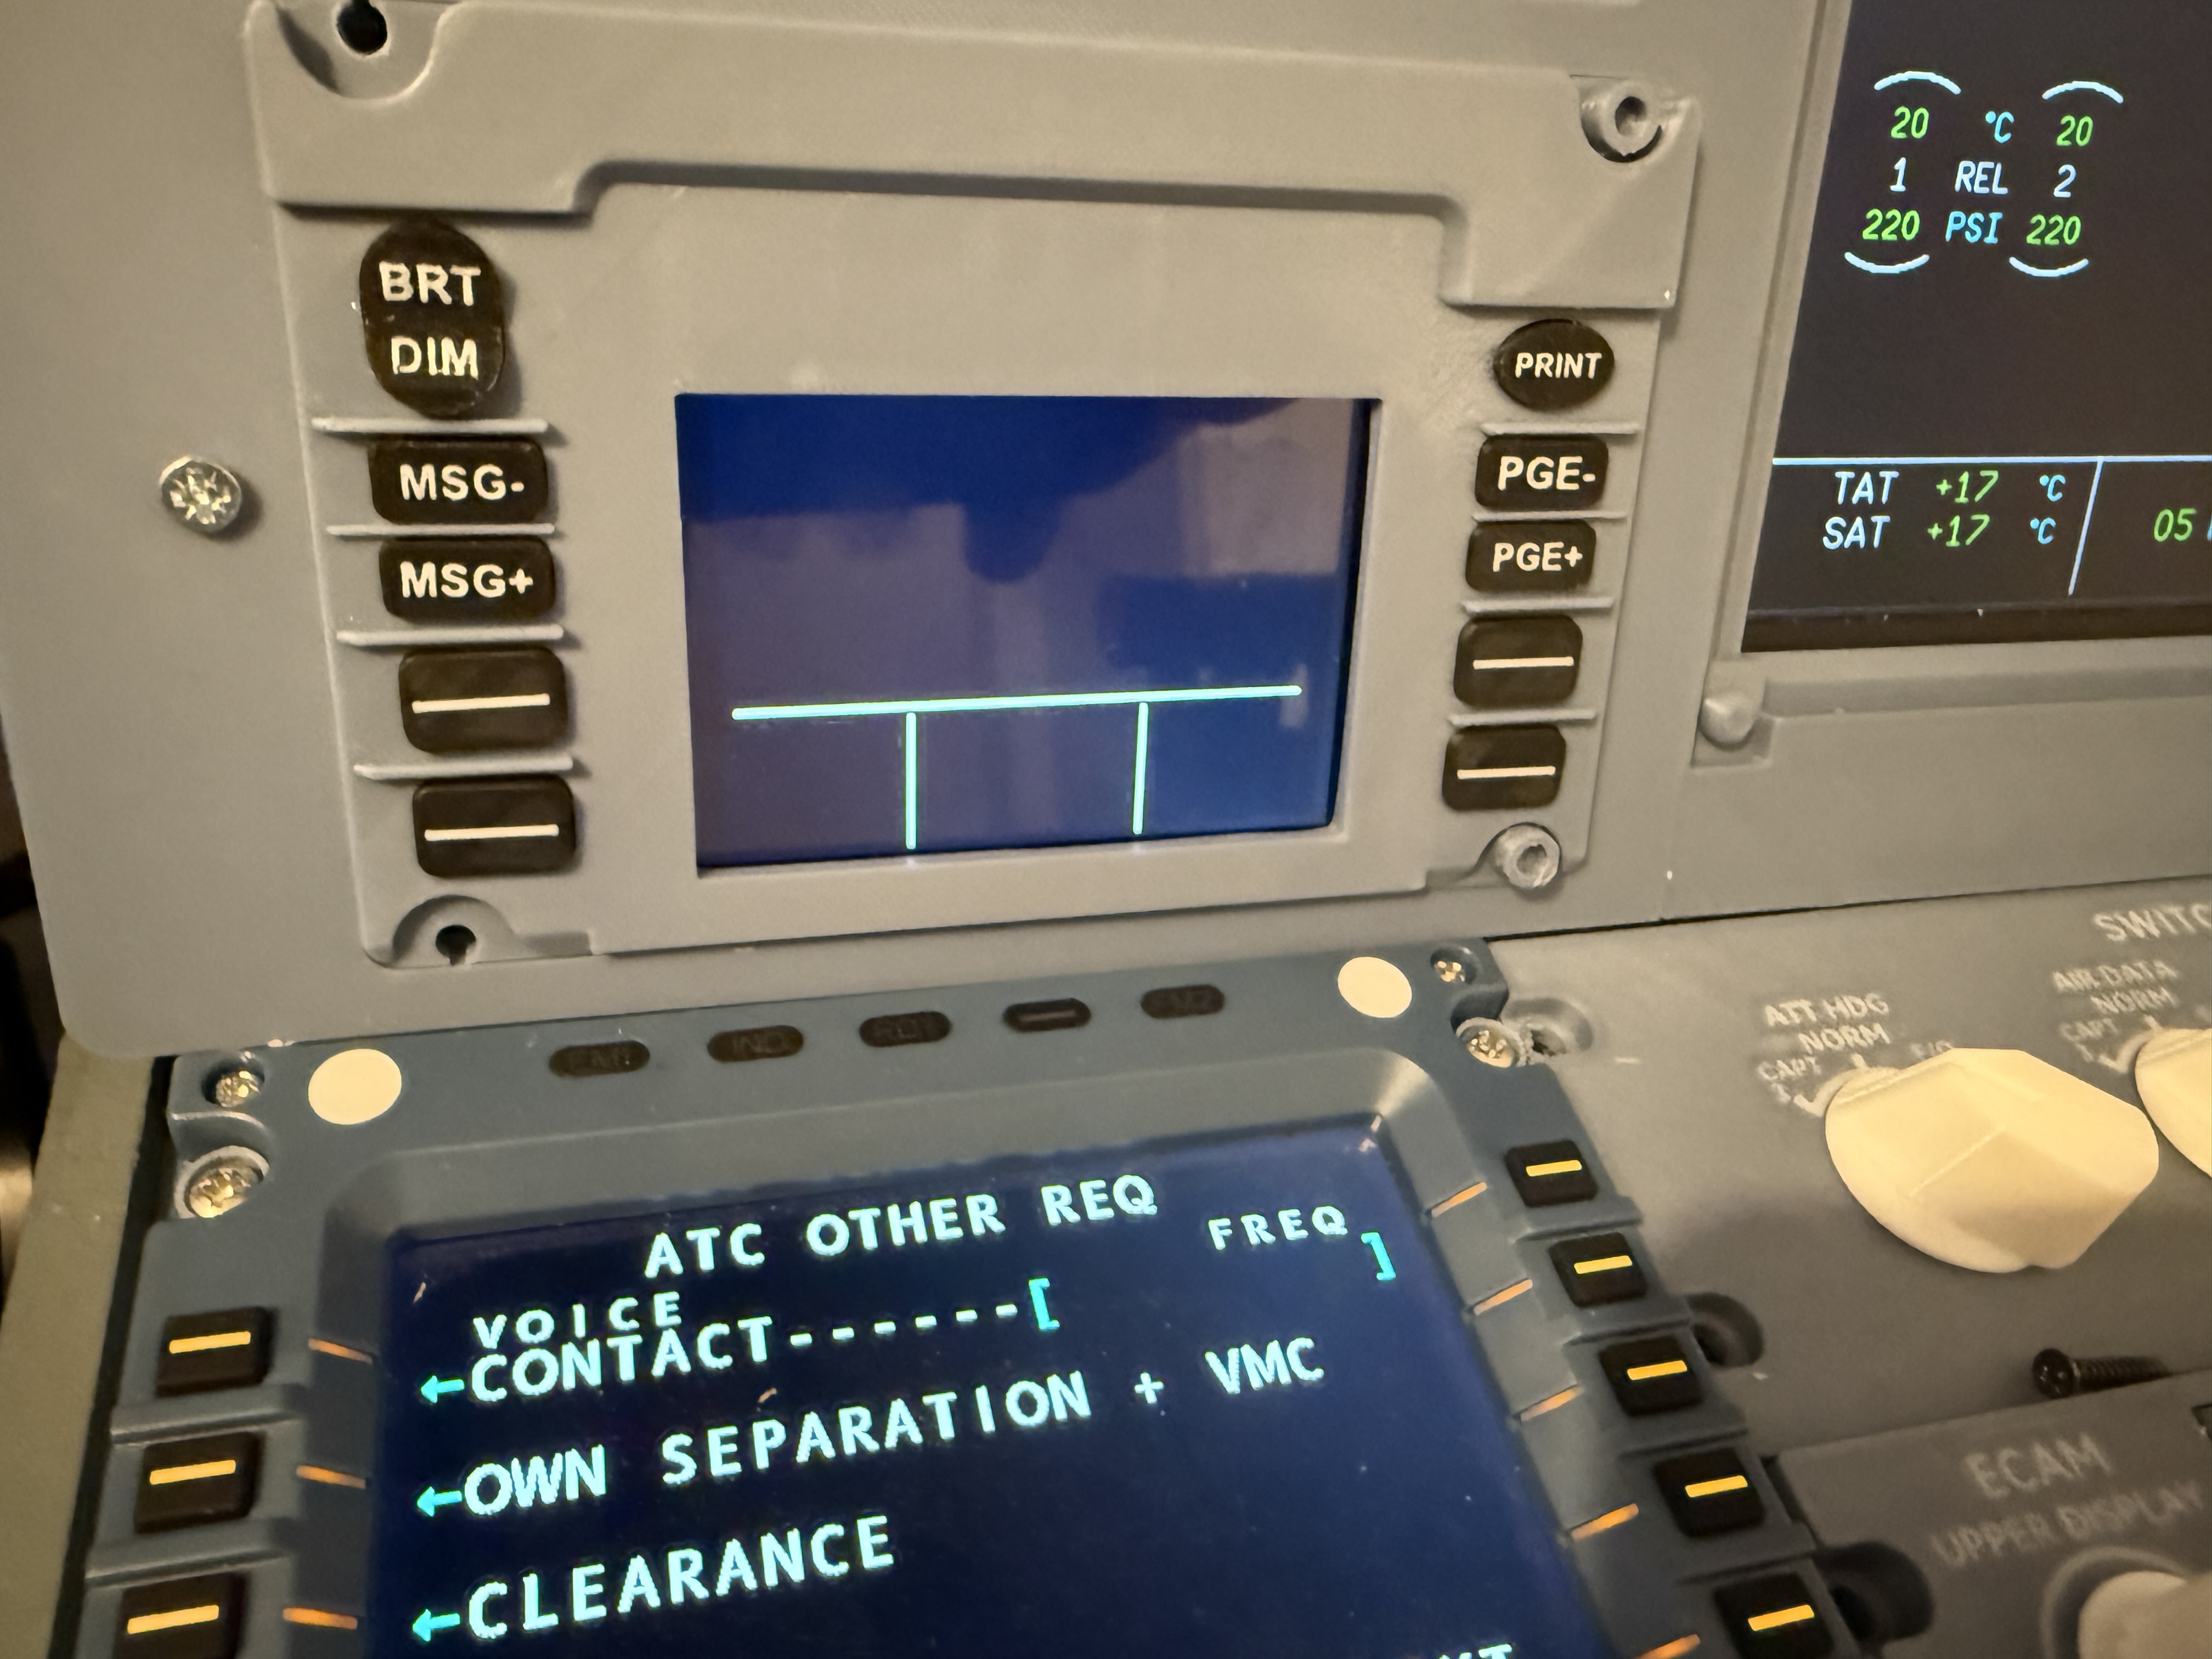 BRT
DIM
MSG-
MSG+
PRINT
PGE-
PGE+
20 °C 20
1 REL 2
220 PSI 220
TAT +17 °C
SAT +17 °C
05
ATT HDG
NORM
CAPT F/O
AIR DATA
NORM
CAPT
ECAM
UPPER DISPLAY
ATC OTHER REQ
VOICE FREQ
←CONTACT------[ ]
←OWN SEPARATION + VMC
←CLEARANCE